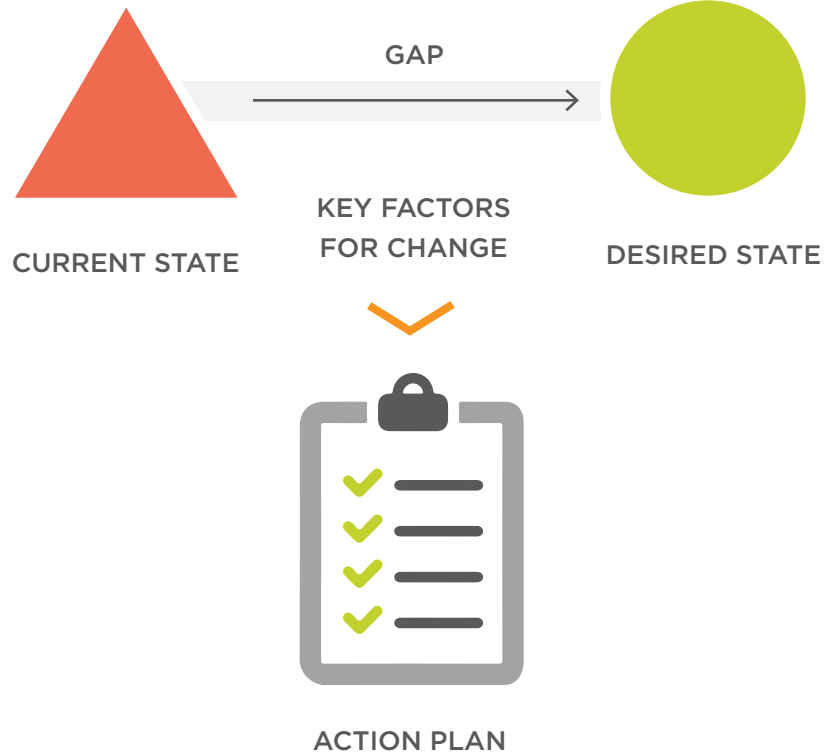 GAP
KEY FACTORS
FOR CHANGE
CURRENT STATE
DESIRED STATE
ACTION PLAN